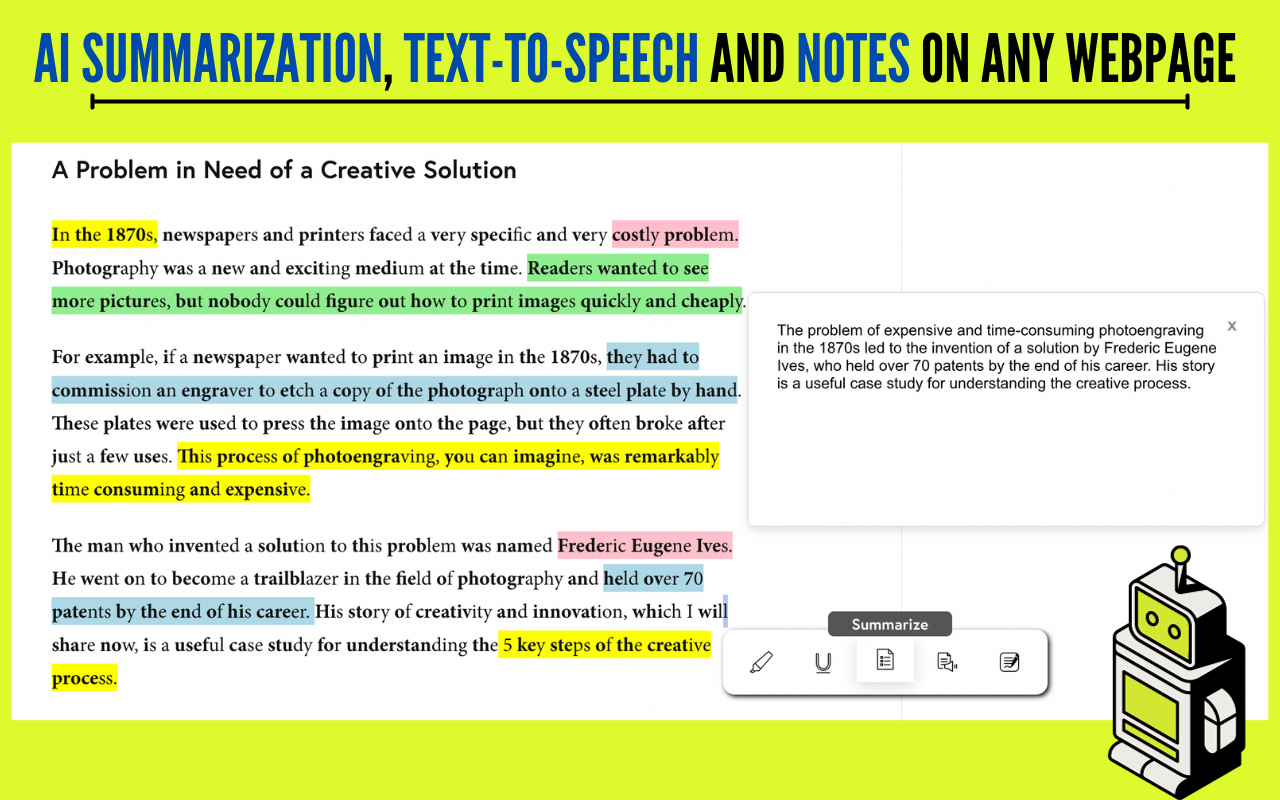 AI SUMMARIZATION, TEXT-TO-SPEECH AND NOTES ON ANY WEBPAGE
A Problem in Need of a Creative Solution
In the 1870s, newspapers and printers faced a very specific and very costly problem.
Photography was a new and exciting medium at the time. Readers wanted to see
more pictures, but nobody could figure out how to print images quickly and cheaply.
For example, if a newspaper wanted to print an image in the 1870s, they had to
commission an engraver to etch a copy of the photograph onto a steel plate by hand.
These plates were used to press the image onto the page, but they often broke after
just a few uses. This process of photoengraving, you can imagine, was remarkably
time consuming and expensive.
The man who invented a solution to this problem was named Frederic Eugene Ives.
He went on to become a trailblazer in the field of photography and held over 70
patents by the end of his career. His story of creativity and innovation, which I will
share now, is a useful case study for understanding the 5 key steps of the creative
process.
The problem of expensive and time-consuming photoengraving
in the 1870s led to the invention of a solution by Frederic Eugene
Ives, who held over 70 patents by the end of his career. His story
is a useful case study for understanding the creative process.
x
Summarize